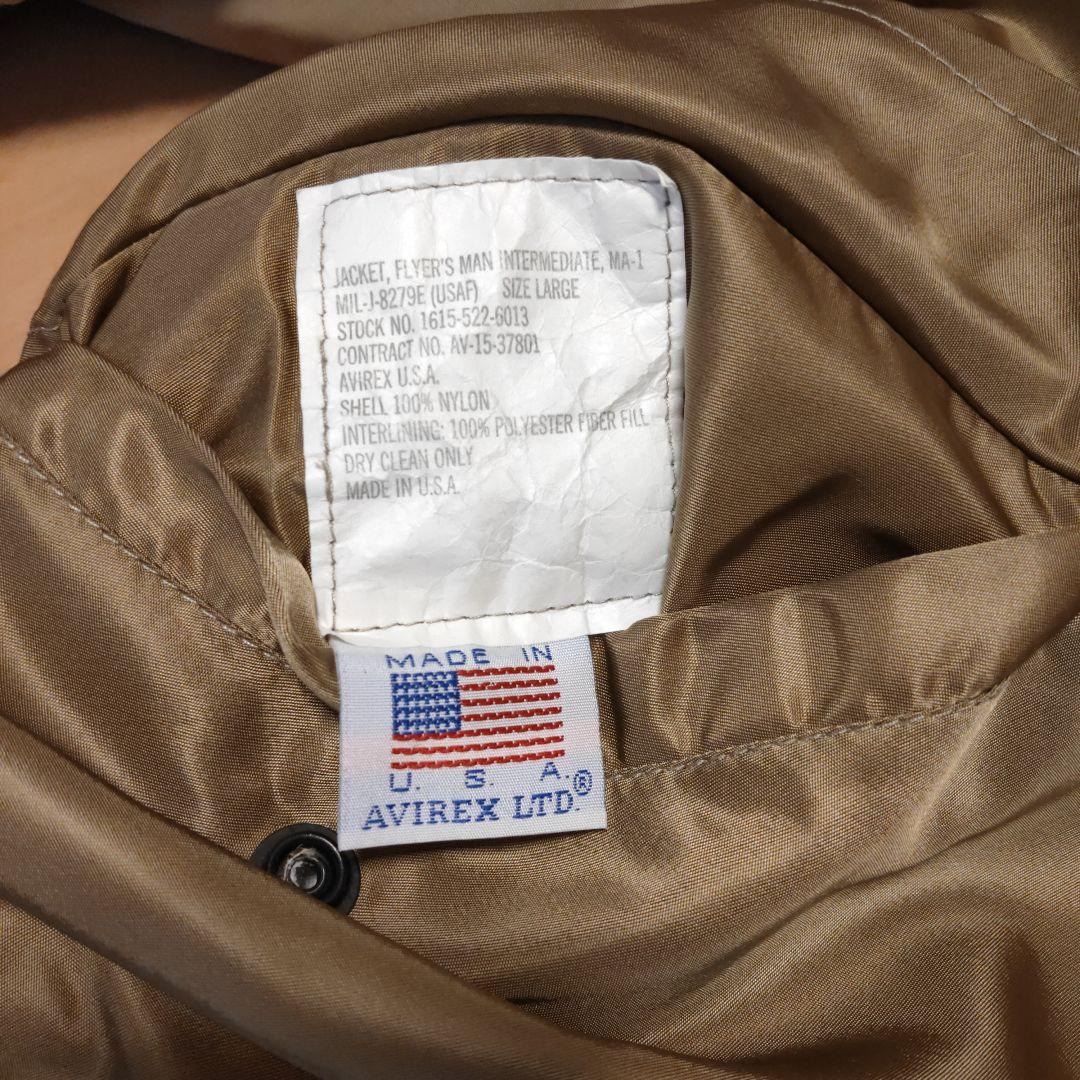 JACKET, FLYER'S MAN INTERMEDIATE, MA-1
MIL-J-8279E (USAF) SIZE LARGE
STOCK NO. 1615-522-6013
CONTRACT NO. AV-15-37801
AVIREX U.S.A.
SHELL 100% NYLON
INTERLINING: 100% POLYESTER FIBER FILL
DRY CLEAN ONLY
MADE IN U.S.A.
MADE IN
U. S. A.
AVIREX LTD.®